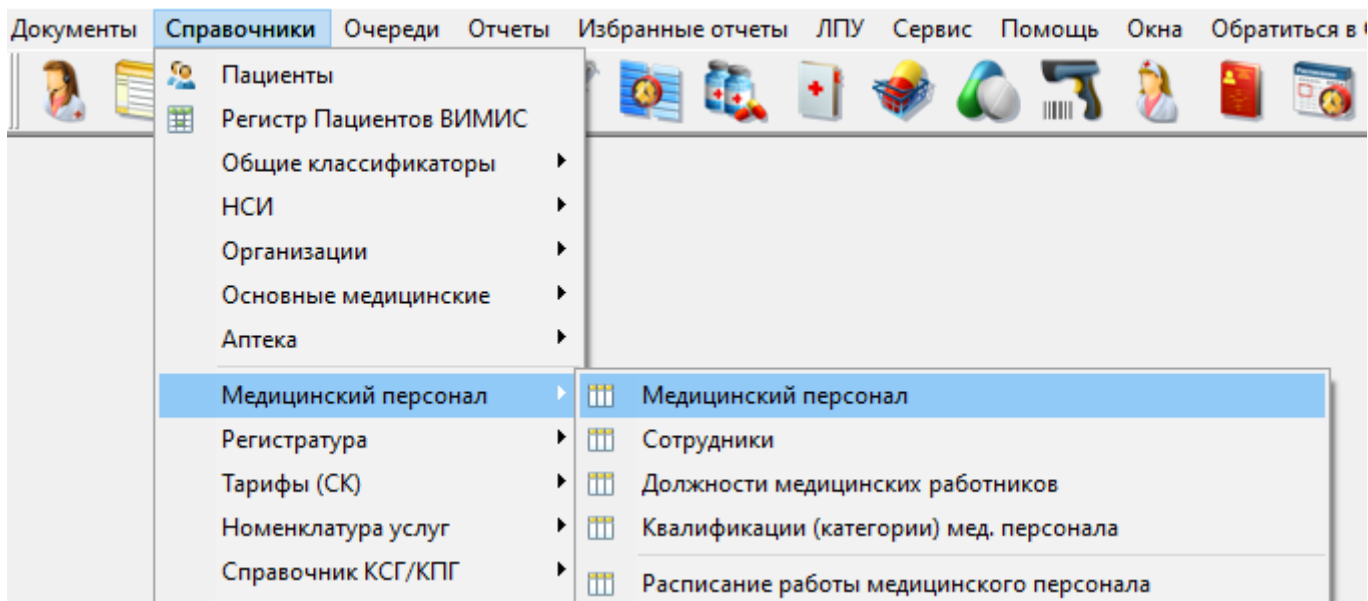 Документы Справочники Очереди Отчеты Избранные отчеты ЛПУ Сервис Помощь Окна Обратиться в
Пациенты
Регистр Пациентов ВИМИС
Общие классификаторы
НСИ
Организации
Основные медицинские
Аптека
Медицинский персонал
Медицинский персонал
Регистратура
Сотрудники
Тарифы (СК)
Должности медицинских работников
Номенклатура услуг
Квалификации (категории) мед. персонала
Справочник КСГ/КПГ
Расписание работы медицинского персонала